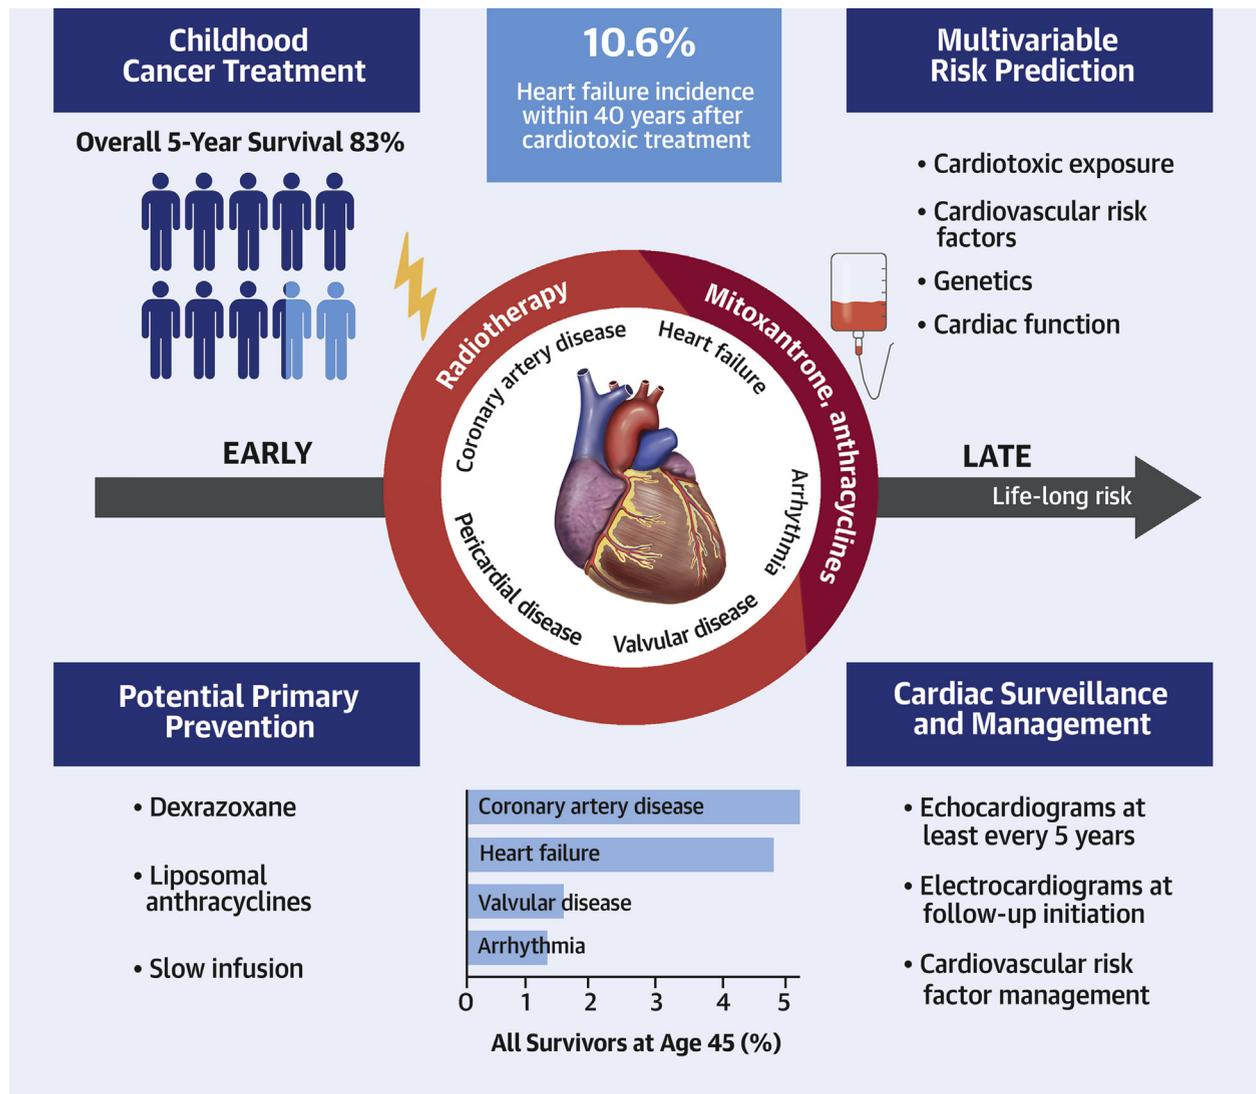 Childhood
Cancer Treatment
Overall 5-Year Survival 83%
10.6%
Heart failure incidence
within 40 years after
cardiotoxic treatment
Multivariable
Risk Prediction
• Cardiotoxic exposure
• Cardiovascular risk
factors
• Genetics
• Cardiac function
Radiotherapy
Mitoxantrone, anthracyclines
Coronary artery disease
Heart failure
Arrhythmia
Valvular disease
Pericardial disease
EARLY
LATE
Life-long risk
Potential Primary
Prevention
• Dexrazoxane
• Liposomal
anthracyclines
• Slow infusion
Coronary artery disease
Heart failure
Valvular disease
Arrhythmia
0 1 2 3 4 5
All Survivors at Age 45 (%)
Cardiac Surveillance
and Management
• Echocardiograms at
least every 5 years
• Electrocardiograms at
follow-up initiation
• Cardiovascular risk
factor management